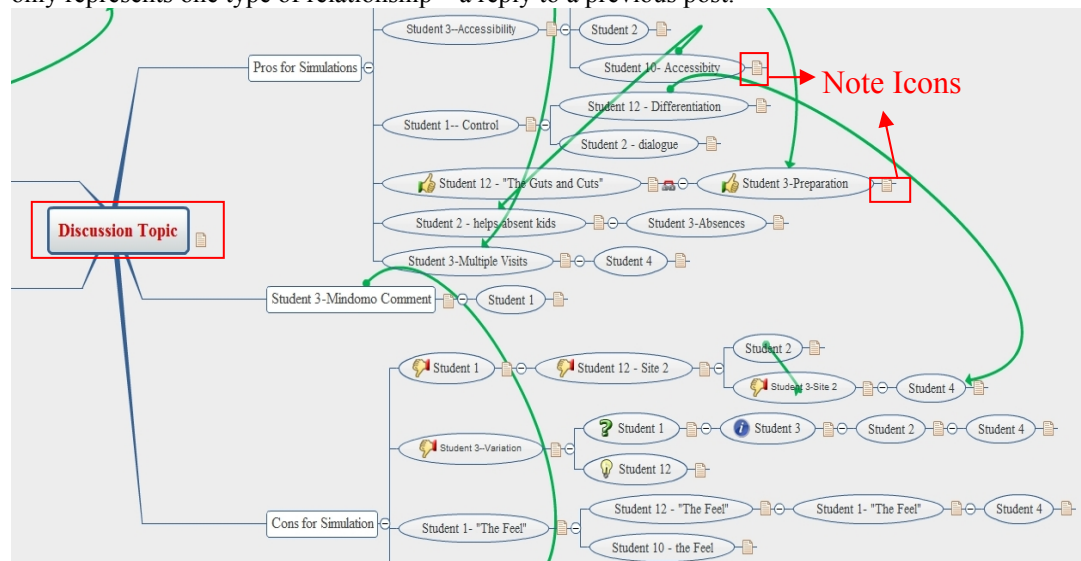 only represents one type of relationship – a reply to a previous post.
Student 3--Accessibility
Student 2
Student 10- Accessibity
Pros for Simulations
Note Icons
Student 12 - Differentiation
Student 1-- Control
Student 2 - dialogue
Student 12 - "The Guts and Cuts"
Student 3-Preparation
Discussion Topic
Student 2 - helps absent kids
Student 3-Absences
Student 3-Multiple Visits
Student 4
Student 3-Mindomo Comment
Student 1
Student 2
Student 1
Student 12 - Site 2
Student 3-Site 2
Student 4
Student 1
Student 3
Student 2
Student 4
Student 3--Variation
Student 12
Student 12 - "The Feel"
Student 1- "The Feel"
Student 4
Cons for Simulation
Student 1- "The Feel"
Student 10 - the Feel